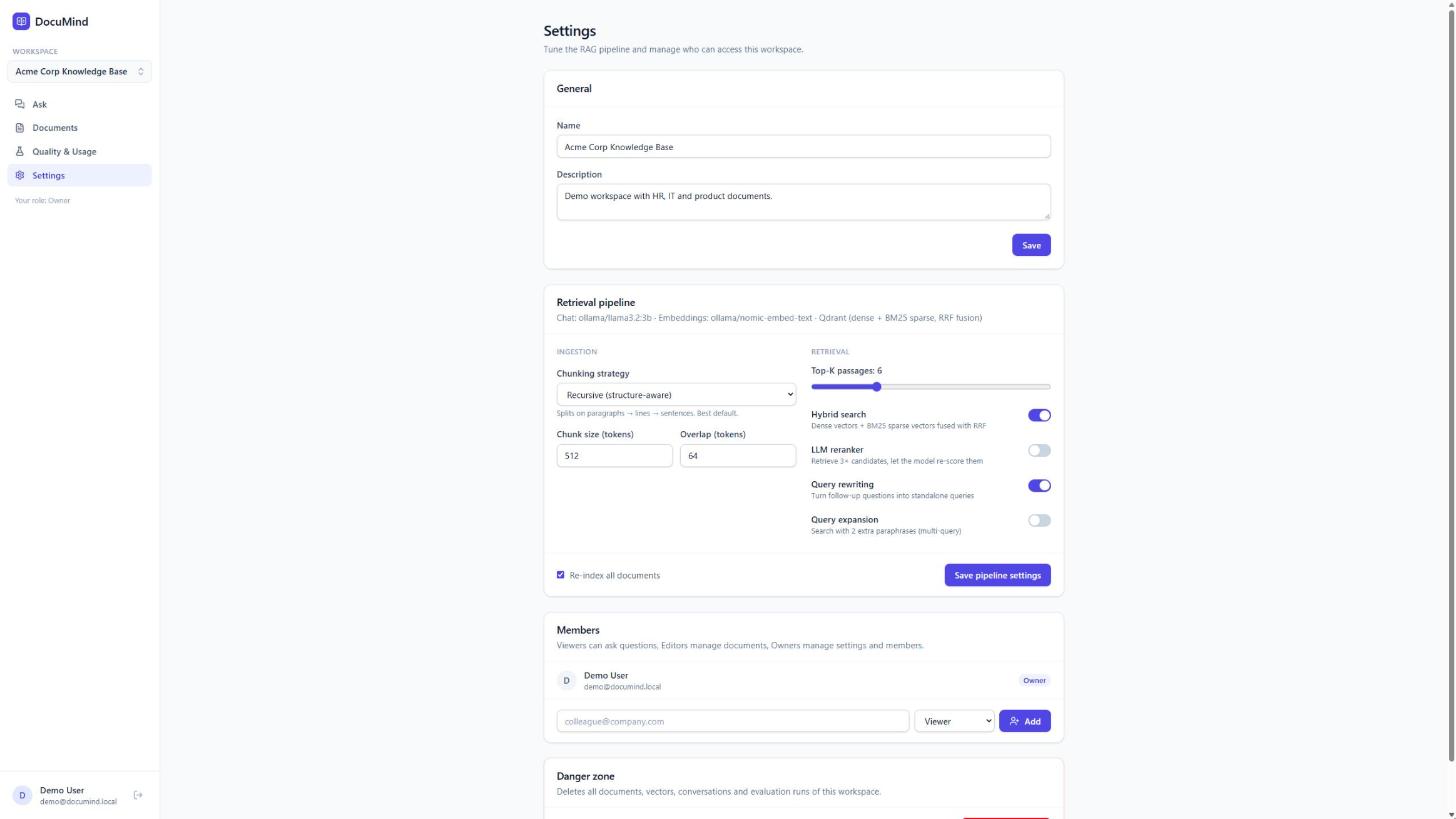 DocuMind
WORKSPACE
Acme Corp Knowledge Base
Ask
Documents
Quality & Usage
Settings
Your role: Owner
Settings
Tune the RAG pipeline and manage who can access this workspace.
General
Name
Acme Corp Knowledge Base
Description
Demo workspace with HR, IT and product documents.
Save
Retrieval pipeline
Chat: ollama/llama3.2:3b · Embeddings: ollama/nomic-embed-text · Qdrant (dense + BM25 sparse, RRF fusion)
INGESTION
Chunking strategy
Recursive (structure-aware)
Splits on paragraphs → lines → sentences. Best default.
Chunk size (tokens) Overlap (tokens)
512 64
RETRIEVAL
Top-K passages: 6
Hybrid search
Dense vectors + BM25 sparse vectors fused with RRF
LLM reranker
Retrieve 3× candidates, let the model re-score them
Query rewriting
Turn follow-up questions into standalone queries
Query expansion
Search with 2 extra paraphrases (multi-query)
Re-index all documents
Save pipeline settings
Members
Viewers can ask questions, Editors manage documents, Owners manage settings and members.
D Demo User
demo@documind.local
Owner
colleague@company.com Viewer Add
Danger zone
Deletes all documents, vectors, conversations and evaluation runs of this workspace.
D Demo User
demo@documind.local